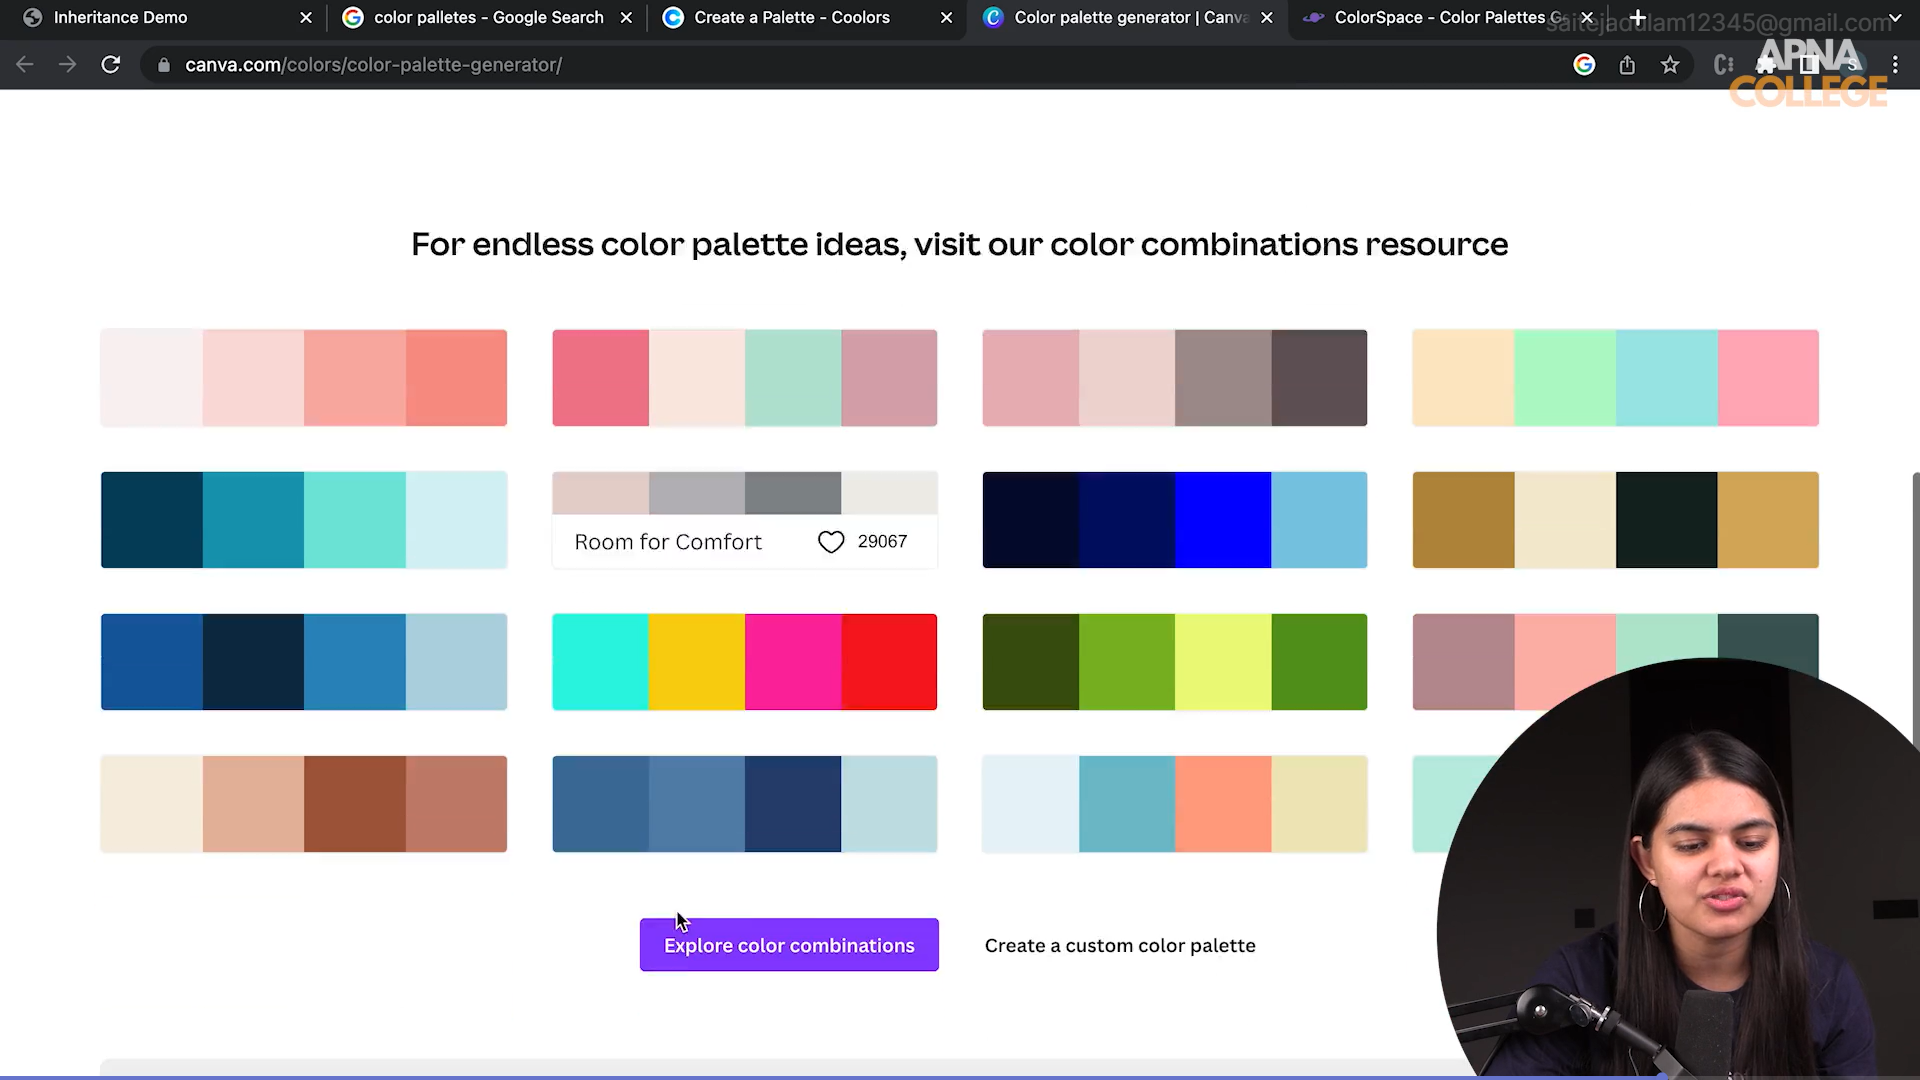 Inheritance Demo
color palletes - Google Search
Create a Palette - Coolors
Color palette generator | Canva
ColorSpace - Color Palettes G
saitejadulam12345@gmail.com
canva.com/colors/color-palette-generator/
APNA
COLLEGE
For endless color palette ideas, visit our color combinations resource
Room for Comfort
29067
Explore color combinations
Create a custom color palette